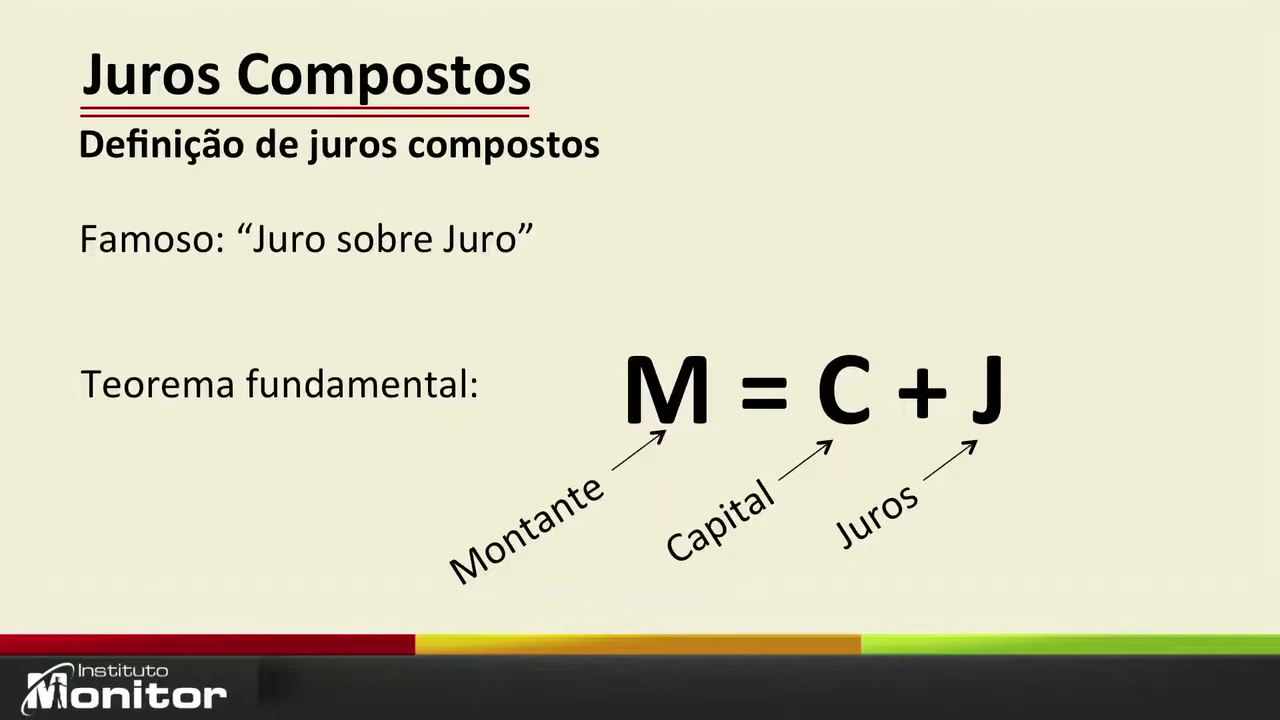 Juros Compostos
Definição de juros compostos
Famoso: “Juro sobre Juro”
Teorema fundamental:
M = C + J
Montante
Capital
Juros
Instituto
Monitor